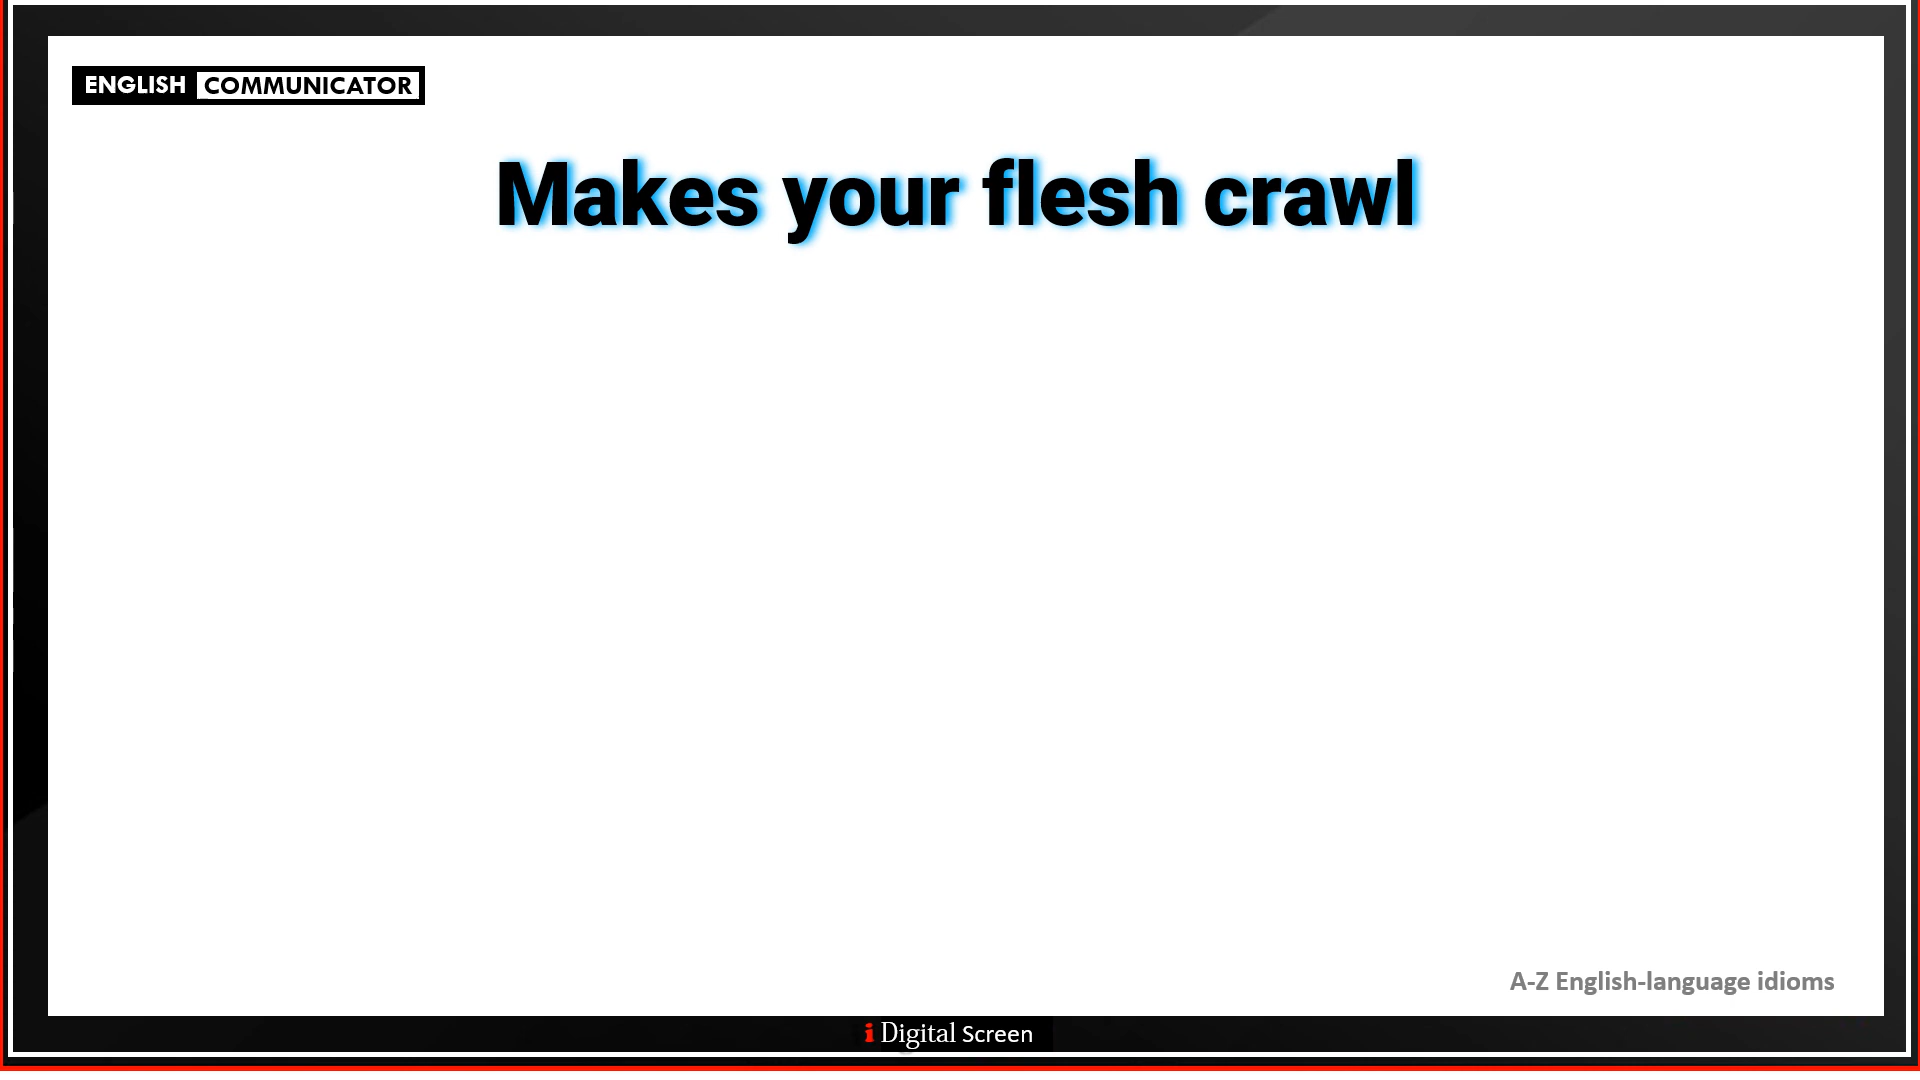 ENGLISH COMMUNICATOR
Makes your flesh crawl
A-Z English-language idioms
i Digital Screen